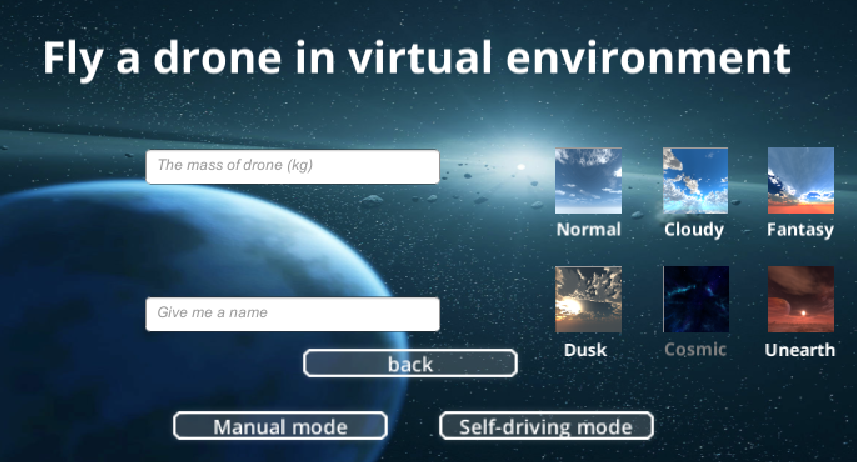 Fly a drone in virtual environment
The mass of drone (kg)
Normal
Cloudy
Fantasy
Give me a name
Dusk
Cosmic
Unearth
back
Manual mode
Self-driving mode